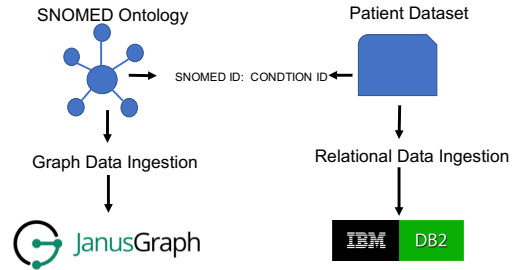 SNOMED Ontology
Patient Dataset
SNOMED ID: CONDTION ID
Graph Data Ingestion
Relational Data Ingestion
JanusGraph
IBM
DB2